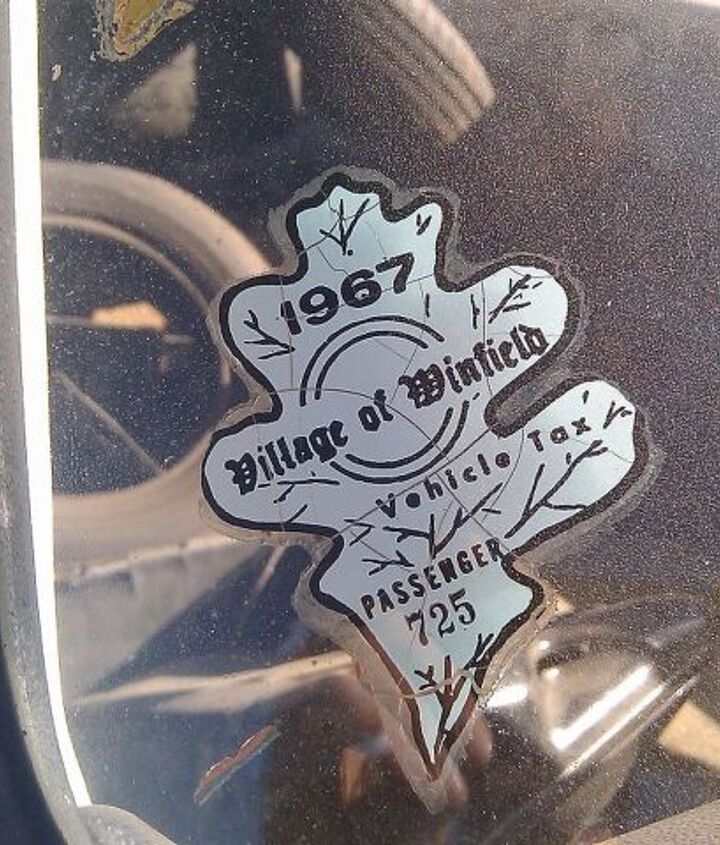 1967
Village of Winfield
Vehicle Tax
PASSENGER
725